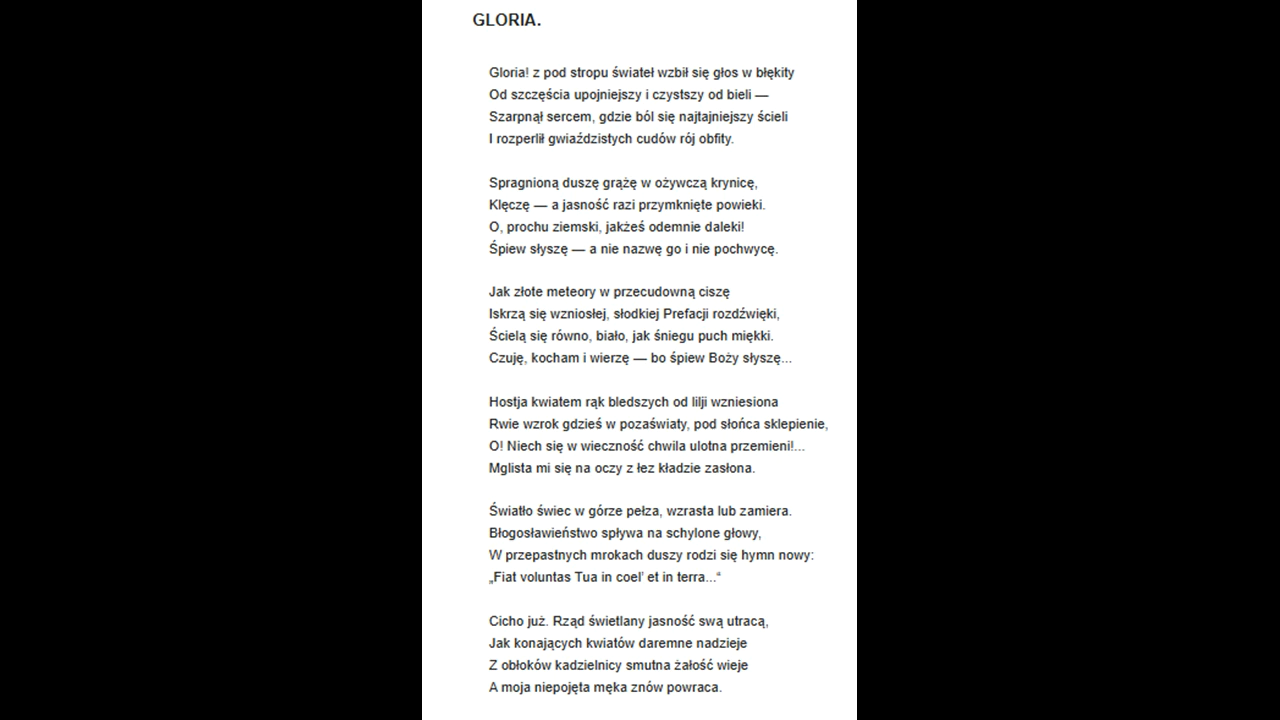 GLORIA.
Gloria! z pod stropu świateł wzbił się głos w błękity
Od szczęścia upojniejszy i czystszy od bieli —
Szarpnął sercem, gdzie ból się najtajniejszy ścieli
I rozperlił gwiaździstych cudów rój obfity.
Spragnioną duszę grążę w ożywczą krynicę,
Klęczę — a jasność razi przymknięte powieki.
O, prochu ziemski, jakżeś odemnie daleki!
Śpiew słyszę — a nie nazwę go i nie pochwycę.
Jak złote meteory w przecudowną ciszę
Iskrzą się wzniosłej, słodkiej Prefacji rozdźwięki,
Ścielą się równo, biało, jak śniegu puch miękki.
Czuję, kocham i wierzę — bo śpiew Boży słyszę...
Hostja kwiatem rąk bledszych od lilji wzniesiona
Rwie wzrok gdzieś w pozaświaty, pod słońca sklepienie,
O! Niech się w wieczność chwila ulotna przemieni!...
Mglista mi się na oczy z łez kładzie zasłona.
Światło świec w górze pełza, wzrasta lub zamiera.
Błogosławieństwo spływa na schylone głowy,
W przepastnych mrokach duszy rodzi się hymn nowy:
„Fiat voluntas Tua in coel' et in terra...“
Cicho już. Rząd świetlany jasność swą utracą,
Jak konających kwiatów daremne nadzieje
Z obłoków kadzielnicy smutna żałość wieje
A moja niepojęta męka znów powraca.